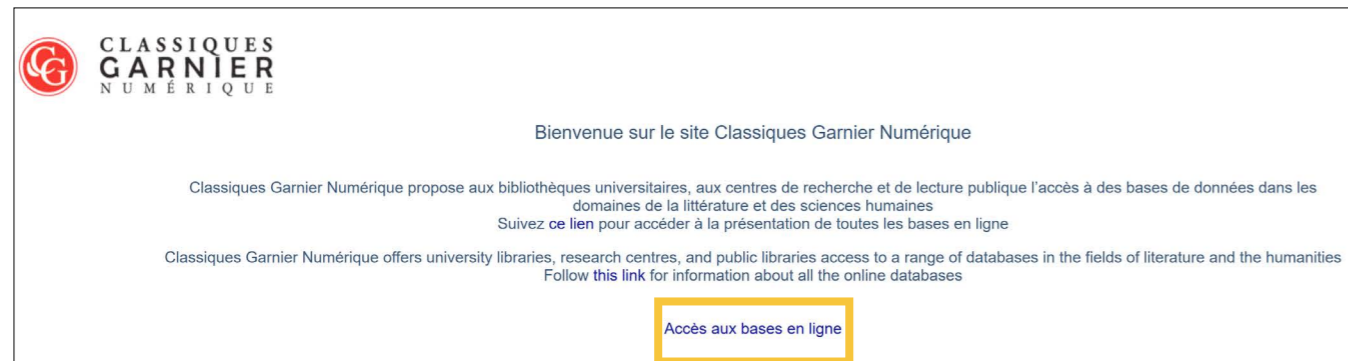 CLASSIQUES
GARNIER
NUMÉRIQUE
Bienvenue sur le site Classiques Garnier Numérique
Classiques Garnier Numérique propose aux bibliothèques universitaires, aux centres de recherche et de lecture publique l'accès à des bases de données dans les
domaines de la littérature et des sciences humaines
Suivez ce lien pour accéder à la présentation de toutes les bases en ligne
Classiques Garnier Numérique offers university libraries, research centres, and public libraries access to a range of databases in the fields of literature and the humanities
Follow this link for information about all the online databases
Accès aux bases en ligne